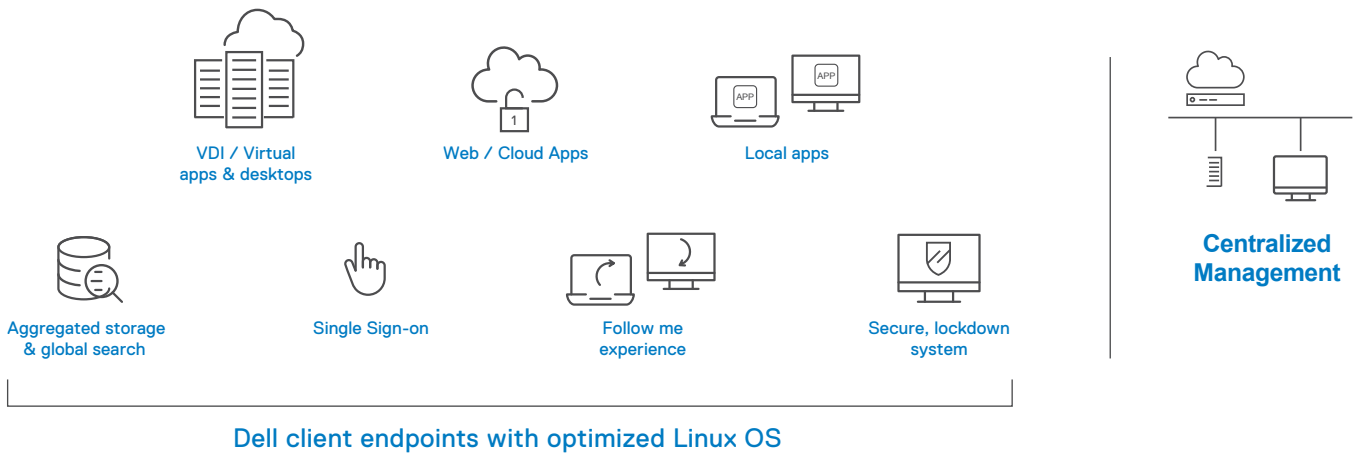 1
APP
APP
VDI / Virtual
apps & desktops
Web / Cloud Apps
Local apps
Aggregated storage
& global search
Single Sign-on
Follow me
experience
Secure, lockdown
system
Centralized
Management
Dell client endpoints with optimized Linux OS